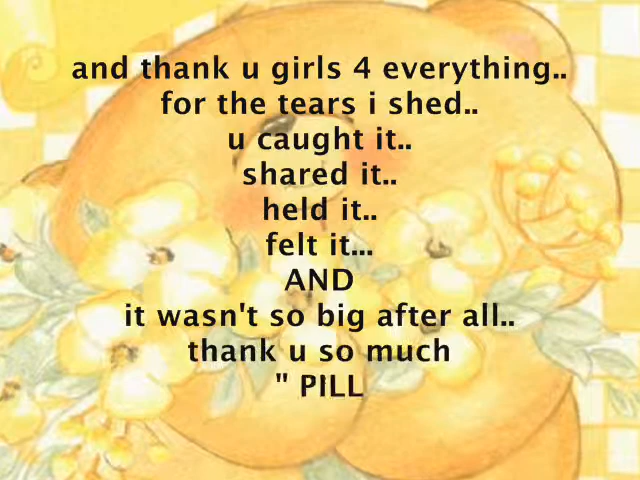 and thank u girls 4 everything..
for the tears i shed..
u caught it..
shared it..
held it..
felt it...
AND
it wasn't so big after all..
thank u so much
" PILL